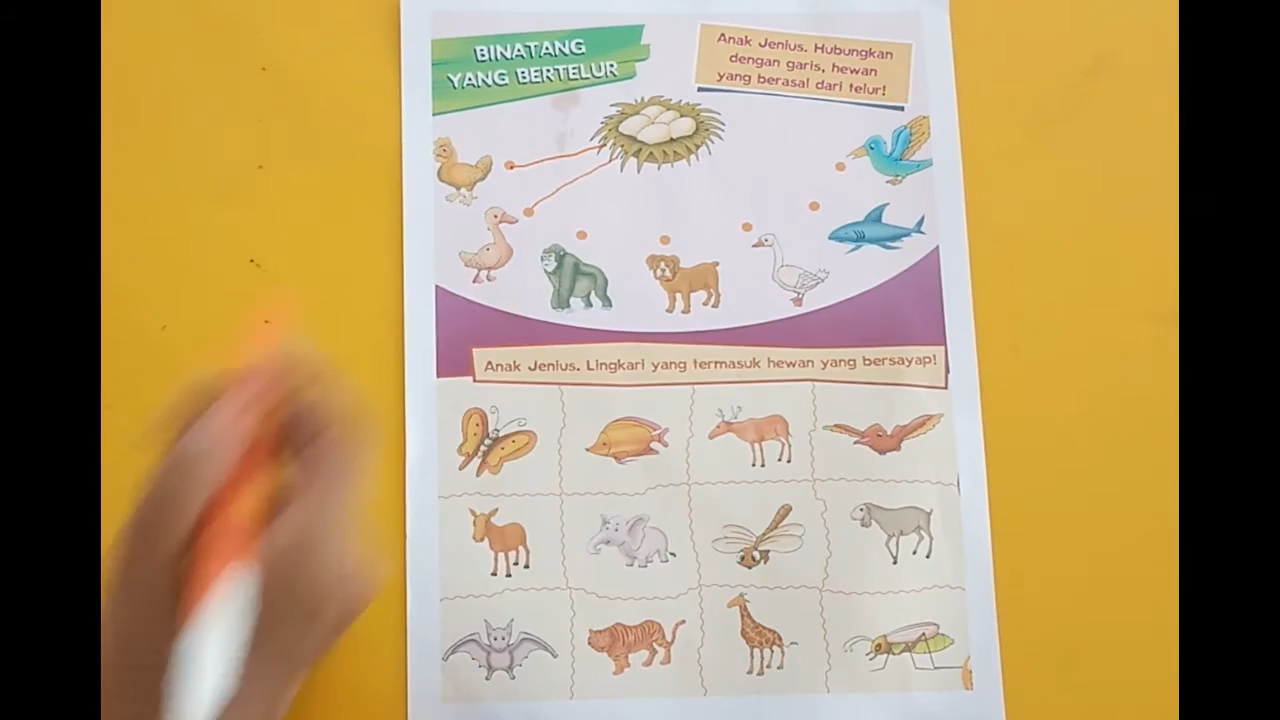 BINATANG
YANG BERTELUR
Anak Jenius. Hubungkan
dengan garis, hewan
yang berasal dari telur!
Anak Jenius. Lingkari yang termasuk hewan yang bersayap!